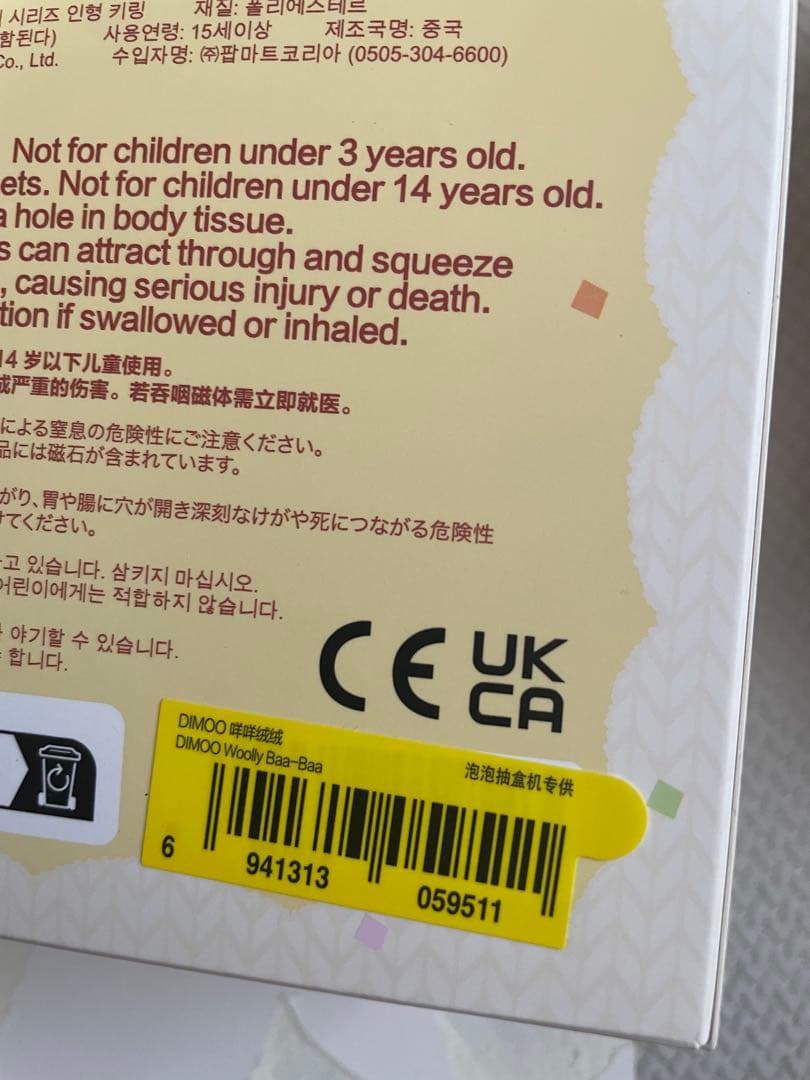 시리즈 인형 키링 재질: 폴리에스테르
함된다) 사용연령: 15세이상 제조국명: 중국
Co., Ltd. 수입자명: ㈜팝마트코리아 (0505-304-6600)
Not for children under 3 years old.
ets. Not for children under 14 years old.
a hole in body tissue.
s can attract through and squeeze
, causing serious injury or death.
tion if swallowed or inhaled.
14 岁以下儿童使用。
成严重的伤害。若吞咽磁体需立即就医。
による窒息の危険性にご注意ください。
品には磁石が含まれています。
がり、胃や腸に穴が開き深刻なけがや死につながる危険性
けてください。
고 있습니다. 삼키지 마십시오.
어린이에게는 적합하지 않습니다.
야기할 수 있습니다.
합니다.
CE UK
CA
DIMOO 咩咩绒绒
DIMOO Woolly Baa-Baa
泡泡抽盒机专供
6 941313 059511